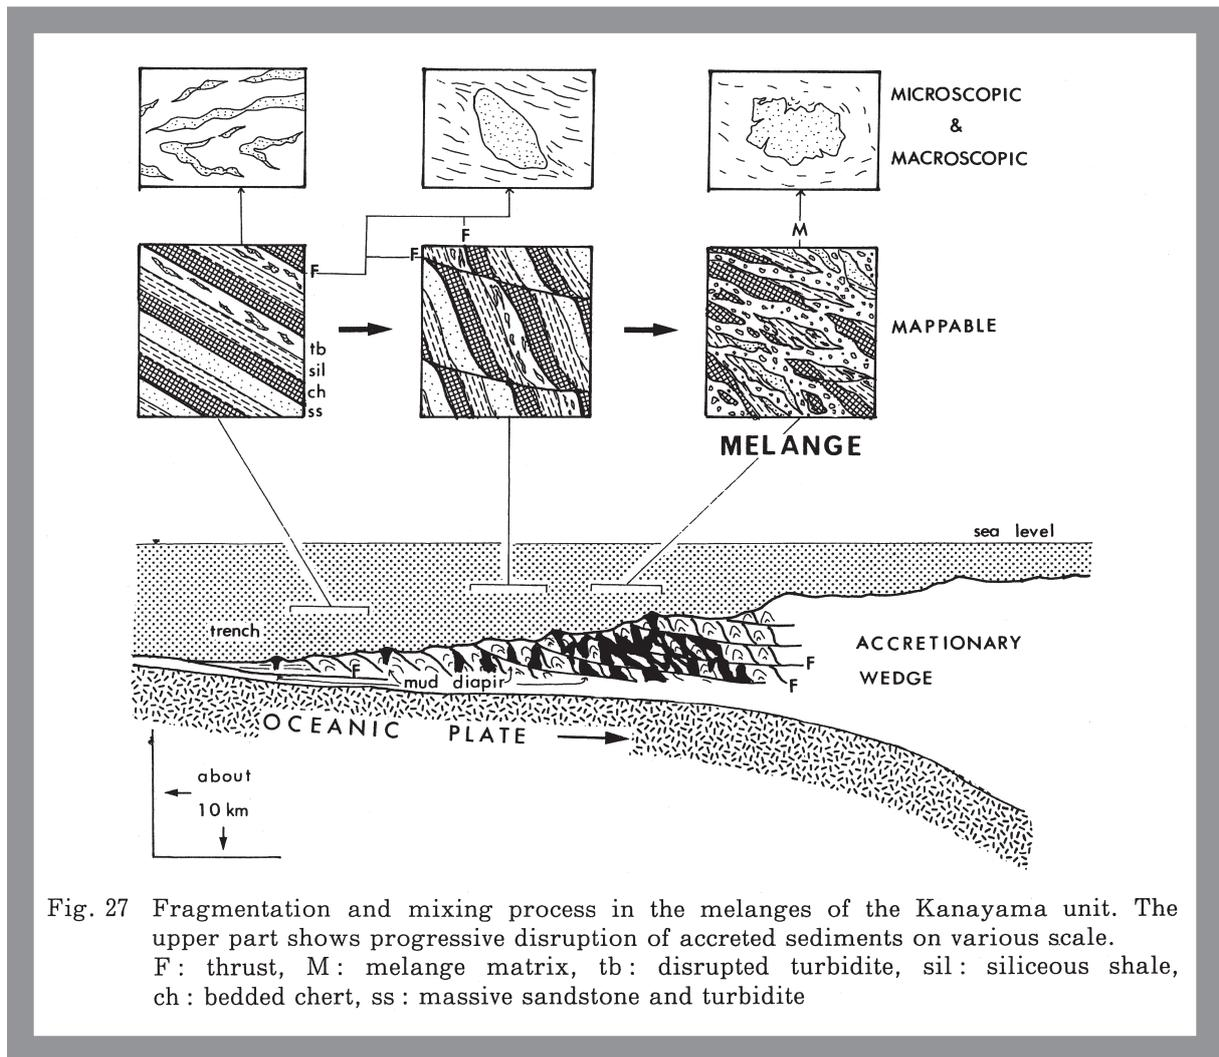 MICROSCOPIC
&
MACROSCOPIC
F
F
F
M
tb
sil
ch
ss
MAPPABLE
MELANGE
sea level
trench
ACCRETIONARY
WEDGE
F
F
F
mud diapir
OCEANIC PLATE
about
10 km
Fig. 27 Fragmentation and mixing process in the melanges of the Kanayama unit. The
upper part shows progressive disruption of accreted sediments on various scale.
F : thrust, M : melange matrix, tb : disrupted turbidite, sil : siliceous shale,
ch : bedded chert, ss : massive sandstone and turbidite